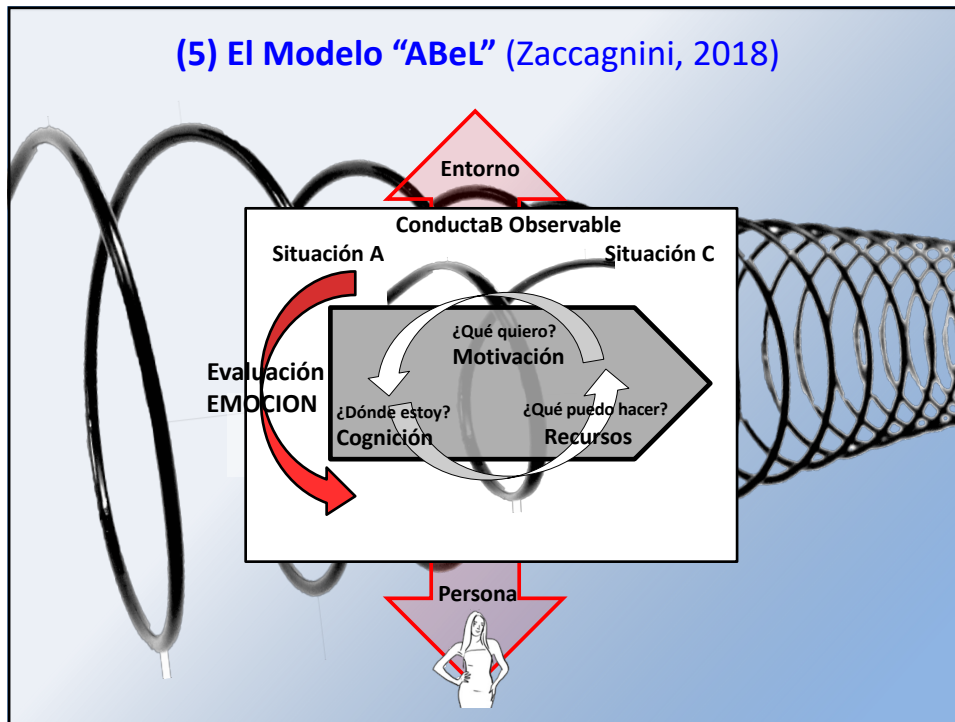 (5) El Modelo “ABeL” (Zaccagnini, 2018)
Entorno
ConductaB Observable
Situación A
Situación C
¿Qué quiero?
Motivación
Evaluación
EMOCION
¿Dónde estoy?
Cognición
¿Qué puedo hacer?
Recursos
Persona